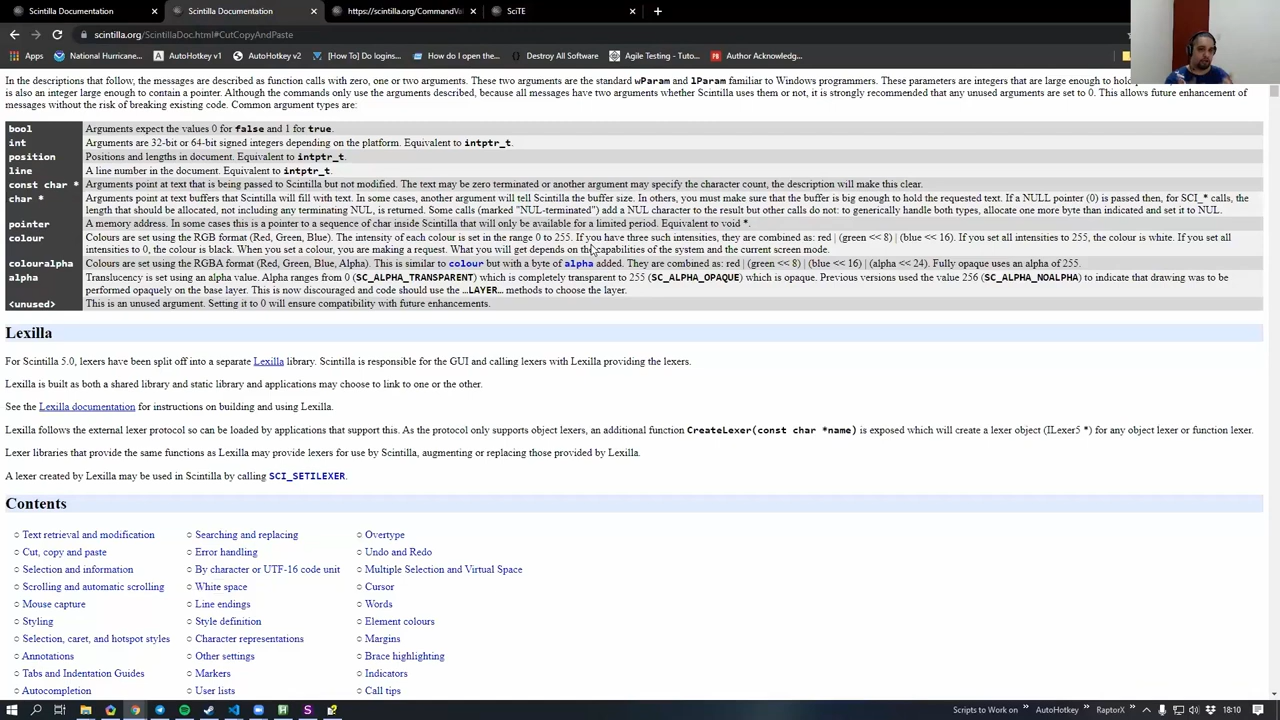 Scintilla Documentation
Scintilla Documentation
https://scintilla.org/CommandVal
SciTE
scintilla.org/ScintillaDoc.html#CutCopyAndPaste
Apps
National Hurricane...
AutoHotkey v1
AutoHotkey v2
[How To] Do logins...
How do I open the...
Destroy All Software
Agile Testing - Tuto...
Author Acknowledg...
In the descriptions that follow, the messages are described as function calls with zero, one or two arguments. These two arguments are the standard wParam and lParam familiar to Windows programmers. These parameters are integers that are large enough to hold
is also an integer large enough to contain a pointer. Although the commands only use the arguments described, because all messages have two arguments whether Scintilla uses them or not, it is strongly recommended that any unused arguments are set to 0. This allows future enhancement of
messages without the risk of breaking existing code. Common argument types are:
bool Arguments expect the values 0 for false and 1 for true.
int Arguments are 32-bit or 64-bit signed integers depending on the platform. Equivalent to intptr_t.
position Positions and lengths in document. Equivalent to intptr_t.
line A line number in the document. Equivalent to intptr_t.
const char * Arguments point at text that is being passed to Scintilla but not modified. The text may be zero terminated or another argument may specify the character count, the description will make this clear.
char * Arguments point at text buffers that Scintilla will fill with text. In some cases, another argument will tell Scintilla the buffer size. In others, you must make sure that the buffer is big enough to hold the requested text. If a NULL pointer (0) is passed then, for SCI_* calls, the
length that should be allocated, not including any terminating NUL, is returned. Some calls (marked "NUL-terminated") add a NUL character to the result but other calls do not: to generically handle both types, allocate one more byte than indicated and set it to NUL.
pointer A memory address. In some cases this is a pointer to a sequence of char inside Scintilla that will only be available for a limited period. Equivalent to void *.
colour Colours are set using the RGB format (Red, Green, Blue). The intensity of each colour is set in the range 0 to 255. If you have three such intensities, they are combined as: red | (green << 8) | (blue << 16). If you set all intensities to 255, the colour is white. If you set all
intensities to 0, the colour is black. When you set a colour, you are making a request. What you will get depends on the capabilities of the system and the current screen mode.
colouralpha Colours are set using the RGBA format (Red, Green, Blue, Alpha). This is similar to colour but with a byte of alpha added. They are combined as: red | (green << 8) | (blue << 16) | (alpha << 24). Fully opaque uses an alpha of 255.
alpha Translucency is set using an alpha value. Alpha ranges from 0 (SC_ALPHA_TRANSPARENT) which is completely transparent to 255 (SC_ALPHA_OPAQUE) which is opaque. Previous versions used the value 256 (SC_ALPHA_NOALPHA) to indicate that drawing was to be
performed opaquely on the base layer. This is now discouraged and code should use the ...LAYER... methods to choose the layer.
<unused> This is an unused argument. Setting it to 0 will ensure compatibility with future enhancements.
Lexilla
For Scintilla 5.0, lexers have been split off into a separate Lexilla library. Scintilla is responsible for the GUI and calling lexers with Lexilla providing the lexers.
Lexilla is built as both a shared library and static library and applications may choose to link to one or the other.
See the Lexilla documentation for instructions on building and using Lexilla.
Lexilla follows the external lexer protocol so can be loaded by applications that support this. As the protocol only supports object lexers, an additional function CreateLexer(const char *name) is exposed which will create a lexer object (ILexer5 *) for any object lexer or function lexer.
Lexer libraries that provide the same functions as Lexilla may provide lexers for use by Scintilla, augmenting or replacing those provided by Lexilla.
A lexer created by Lexilla may be used in Scintilla by calling SCI_SETILEXER.
Contents
○ Text retrieval and modification ○ Searching and replacing ○ Overtype
○ Cut, copy and paste ○ Error handling ○ Undo and Redo
○ Selection and information ○ By character or UTF-16 code unit ○ Multiple Selection and Virtual Space
○ Scrolling and automatic scrolling ○ White space ○ Cursor
○ Mouse capture ○ Line endings ○ Words
○ Styling ○ Style definition ○ Element colours
○ Selection, caret, and hotspot styles ○ Character representations ○ Margins
○ Annotations ○ Other settings ○ Brace highlighting
○ Tabs and Indentation Guides ○ Markers ○ Indicators
○ Autocompletion ○ User lists ○ Call tips
Scripts to Work on
AutoHotkey
RaptorX
18:10